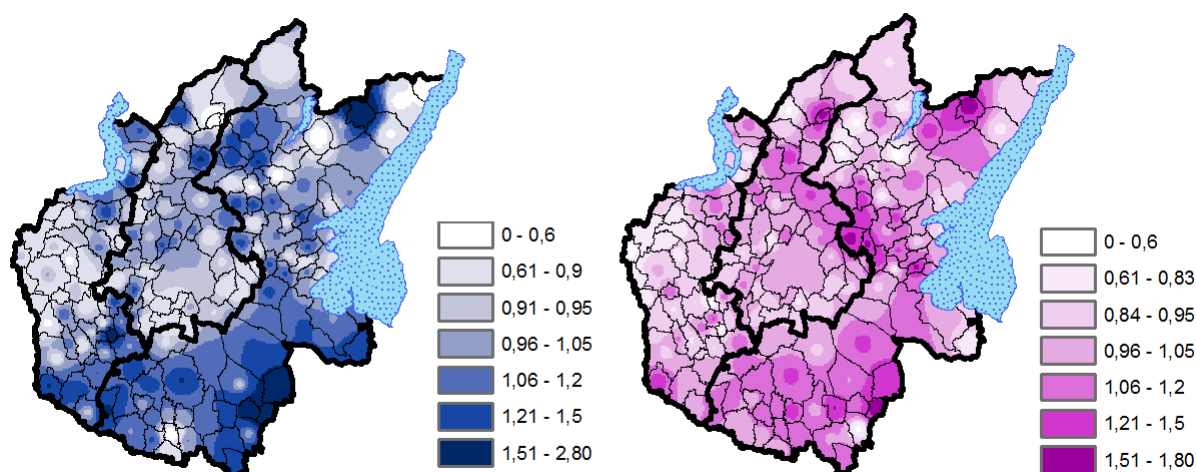 0 - 0,6
0,61 - 0,9
0,91 - 0,95
0,96 - 1,05
1,06 - 1,2
1,21 - 1,5
1,51 - 2,80
0 - 0,6
0,61 - 0,83
0,84 - 0,95
0,96 - 1,05
1,06 - 1,2
1,21 - 1,5
1,51 - 1,80